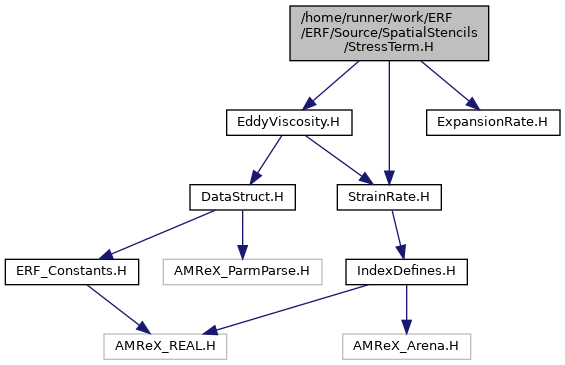 /home/runner/work/ERF
/ERF/Source/SpatialStencils
/StressTerm.H
EddyViscosity.H
ExpansionRate.H
DataStruct.H
StrainRate.H
ERF_Constants.H
AMReX_ParmParse.H
IndexDefines.H
AMReX_REAL.H
AMReX_Arena.H